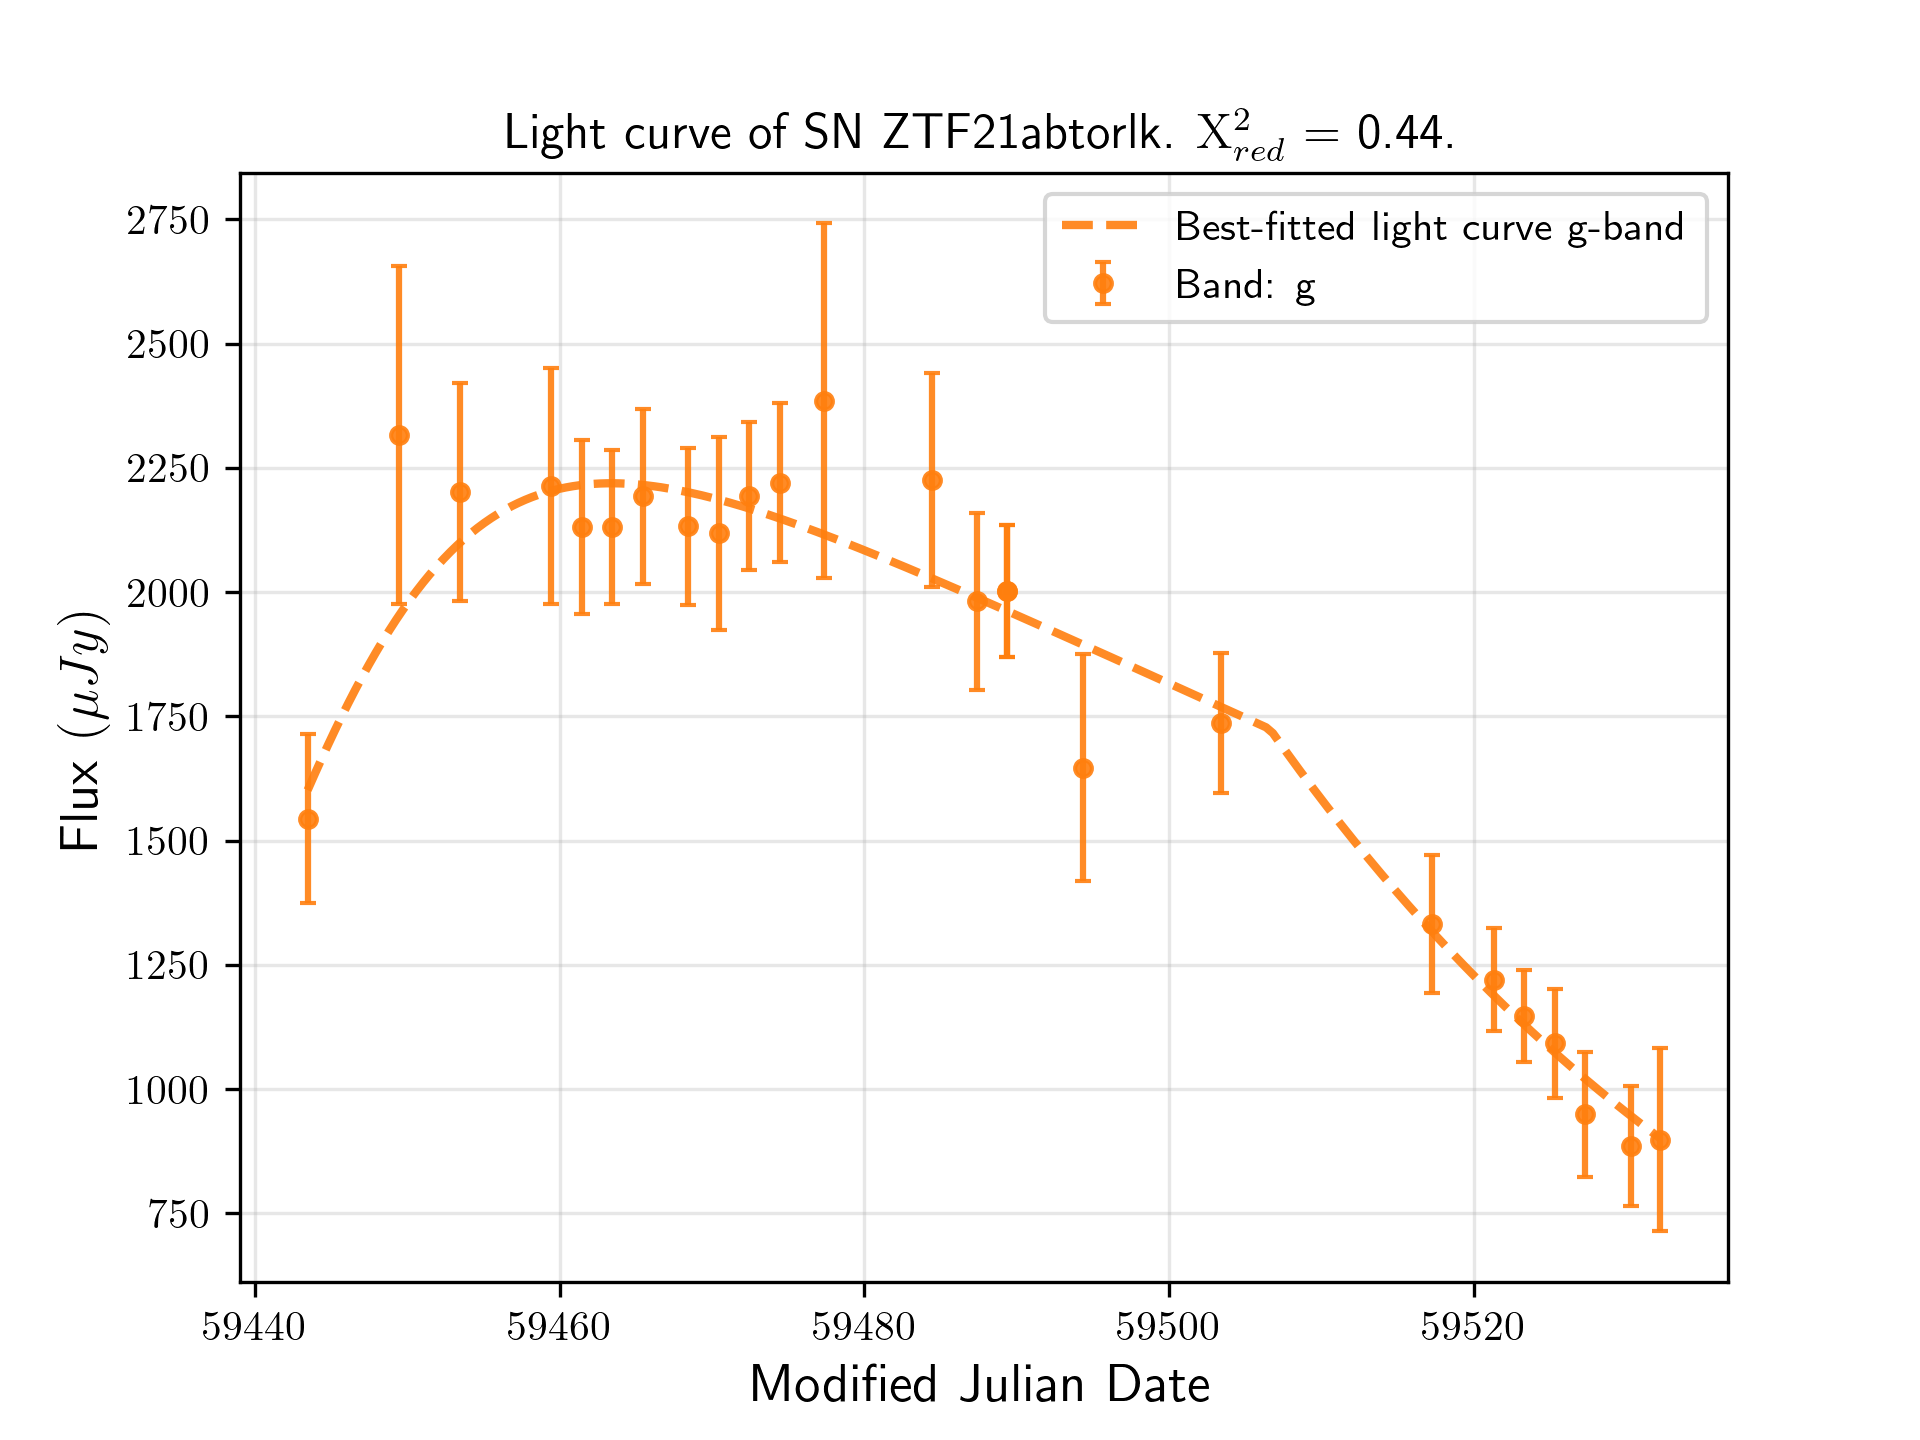 Light curve of SN ZTF21abtorlk. X²_red = 0.44.
Best-fitted light curve g-band
Band: g
2750
2500
2250
2000
1750
1500
1250
1000
750
Flux (μJy)
59440 59460 59480 59500 59520
Modified Julian Date